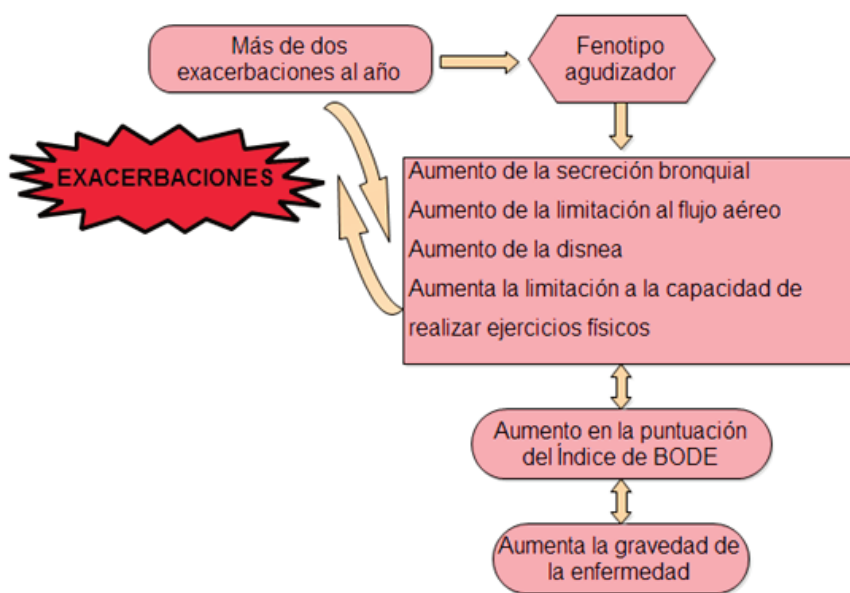 Más de dos
exacerbaciones al año
Fenotipo
agudizador
EXACERBACIONES
Aumento de la secreción bronquial
Aumento de la limitación al flujo aéreo
Aumento de la disnea
Aumenta la limitación a la capacidad de
realizar ejercicios físicos
Aumento en la puntuación
del Índice de BODE
Aumenta la gravedad de
la enfermedad